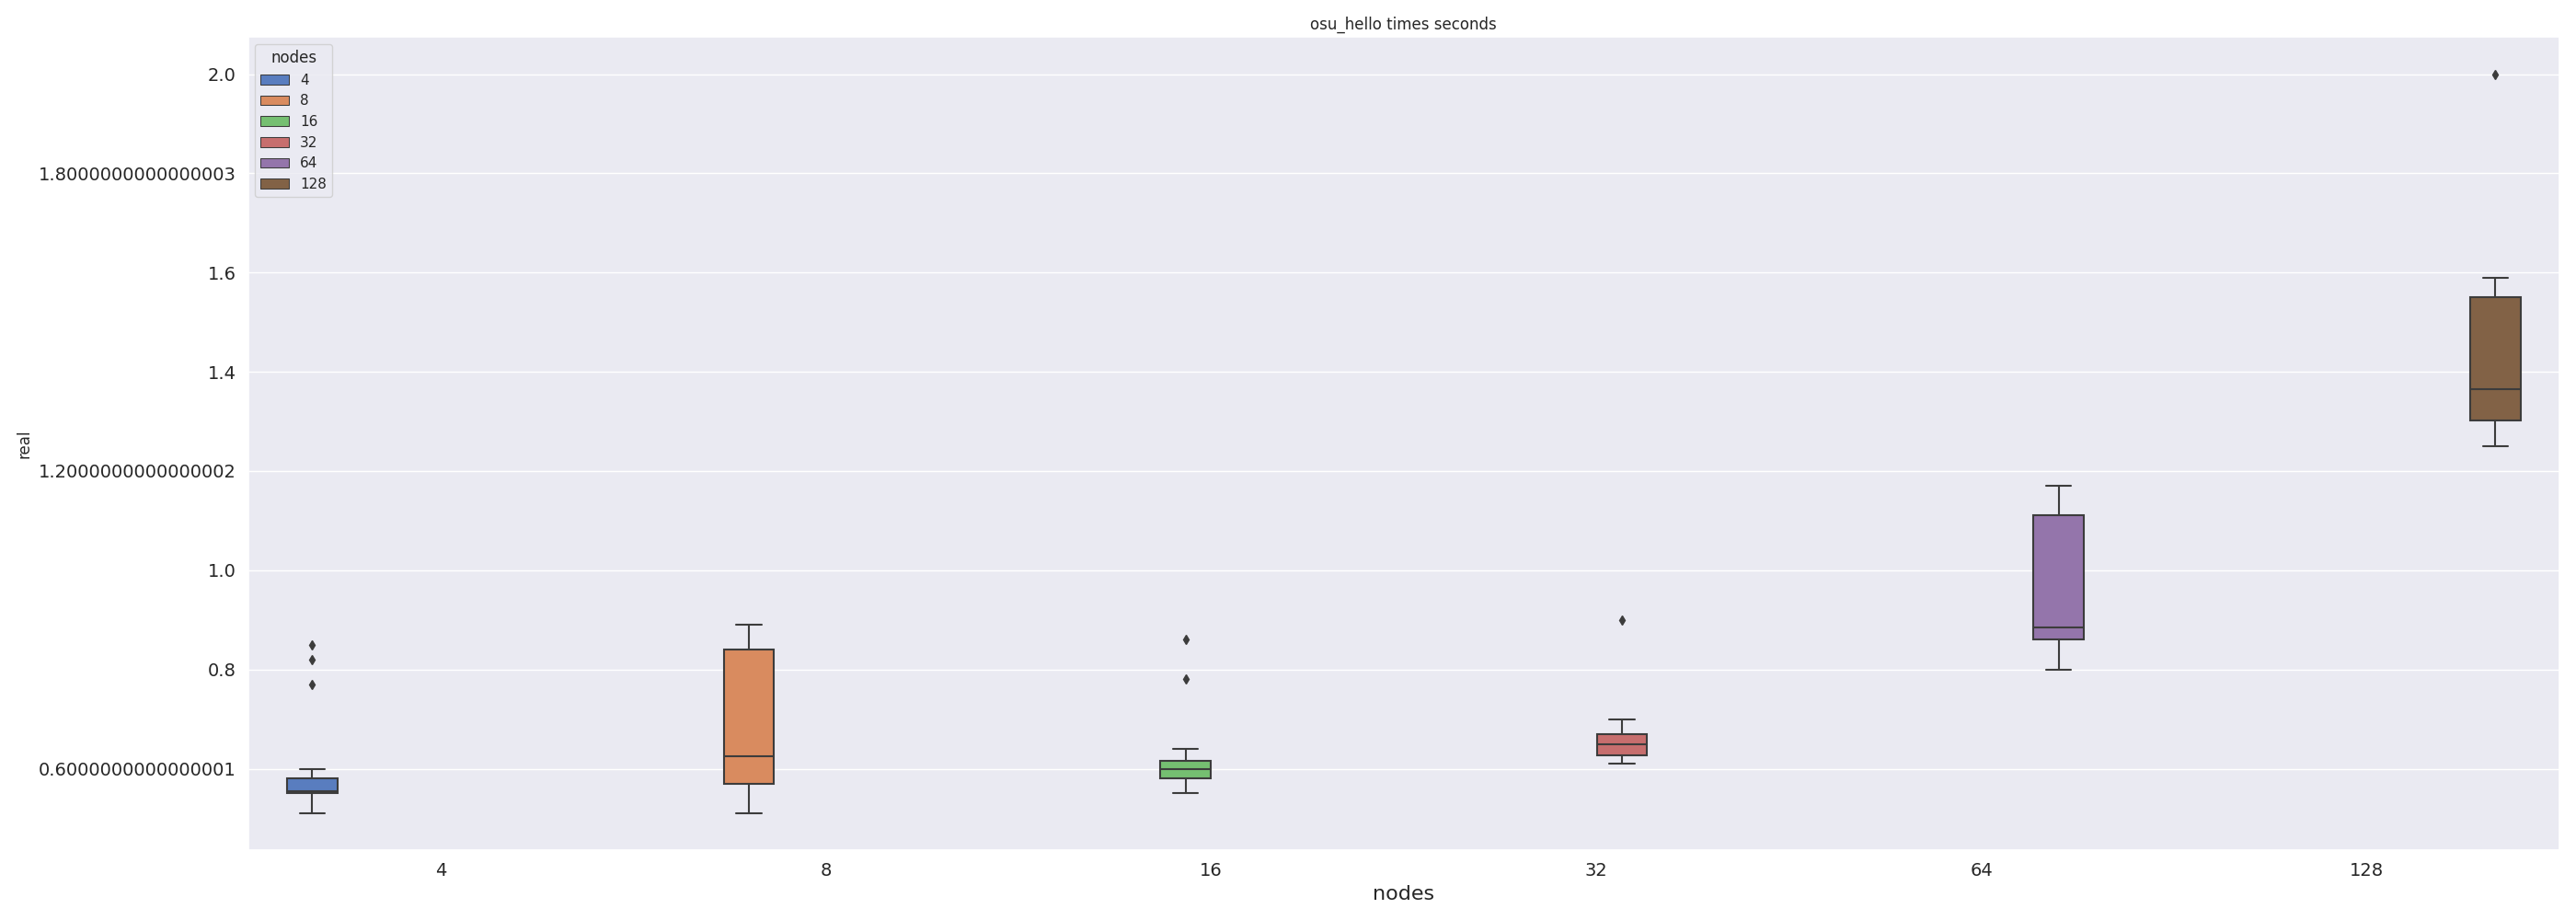 osu_hello times seconds
nodes
4
8
16
32
64
128
2.0
1.8000000000000003
1.6
1.4
1.2000000000000002
1.0
0.8
0.6000000000000001
real
4 8 16 32 64 128
nodes